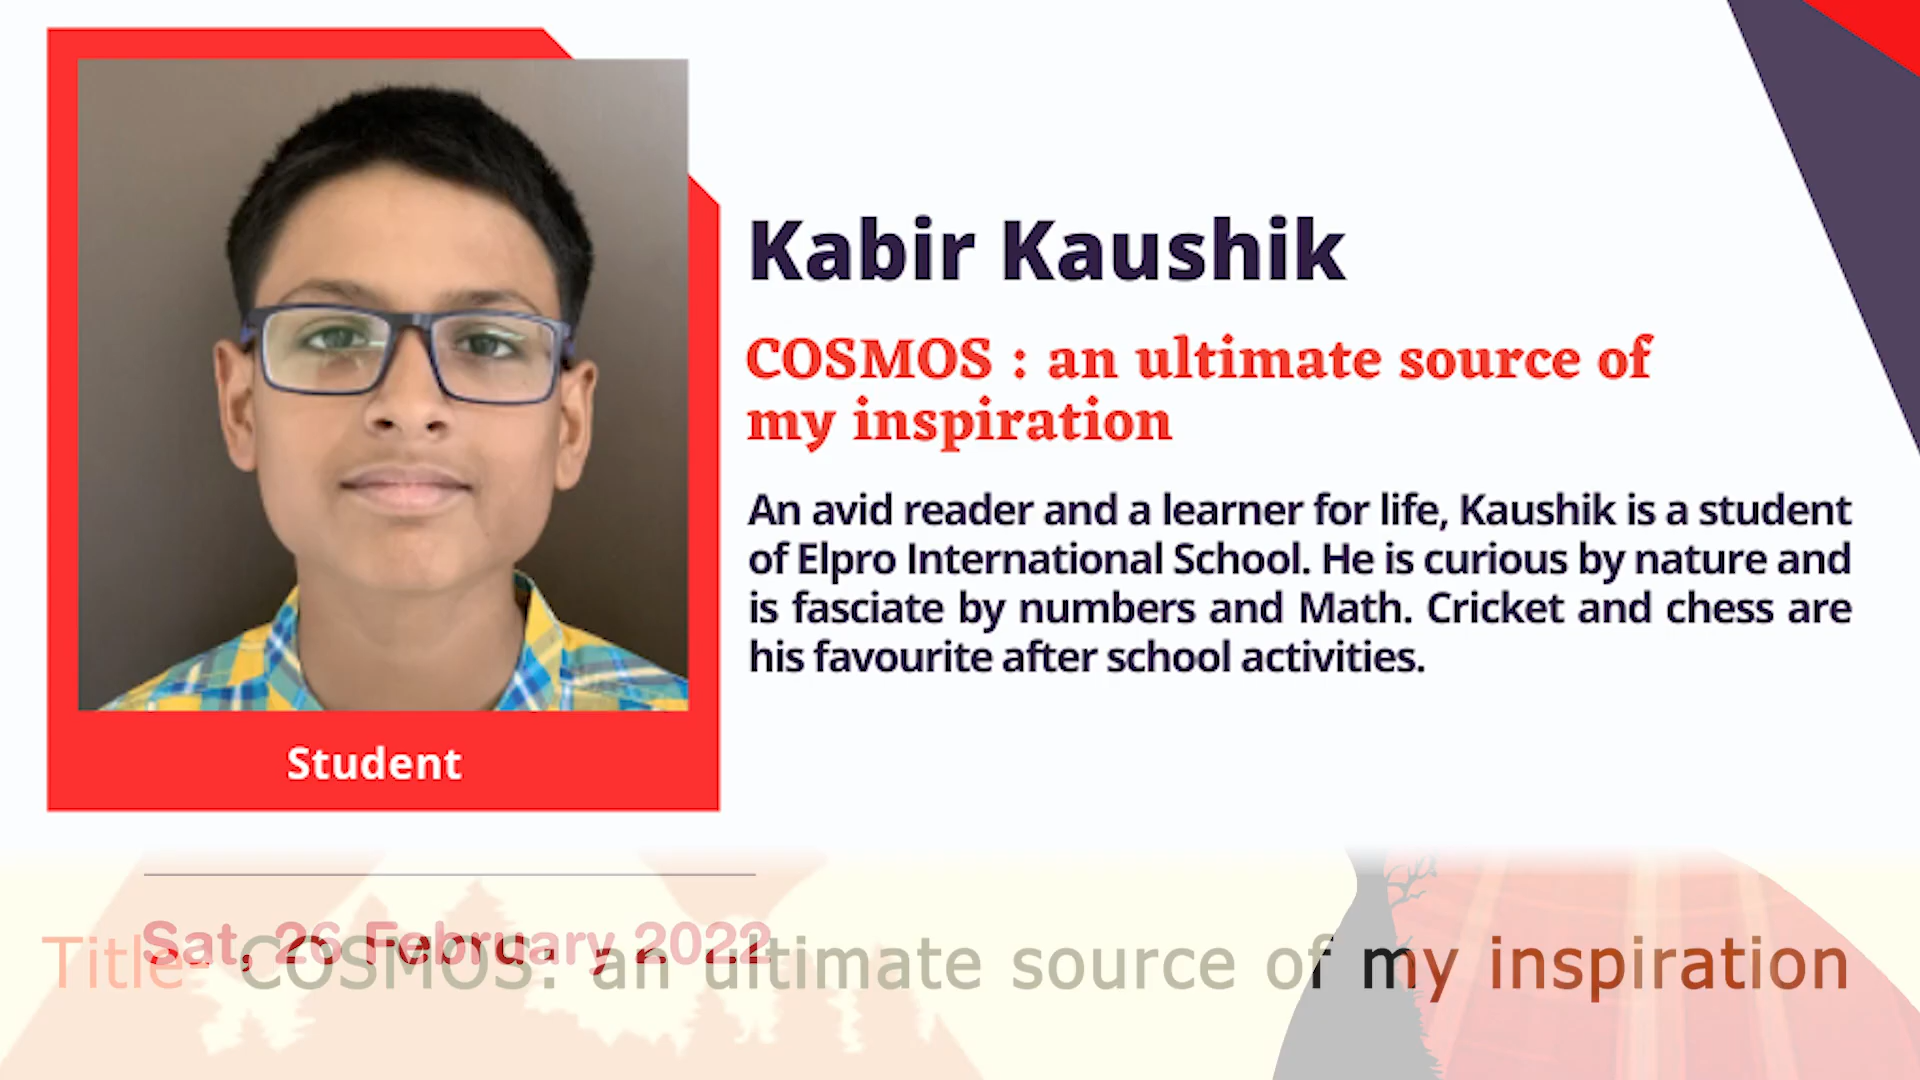 Kabir Kaushik
COSMOS : an ultimate source of
my inspiration
An avid reader and a learner for life, Kaushik is a student
of Elpro International School. He is curious by nature and
is fasciate by numbers and Math. Cricket and chess are
his favourite after school activities.
Student
Sat, 26 February 2022
Title- COSMOS: an ultimate source of my inspiration